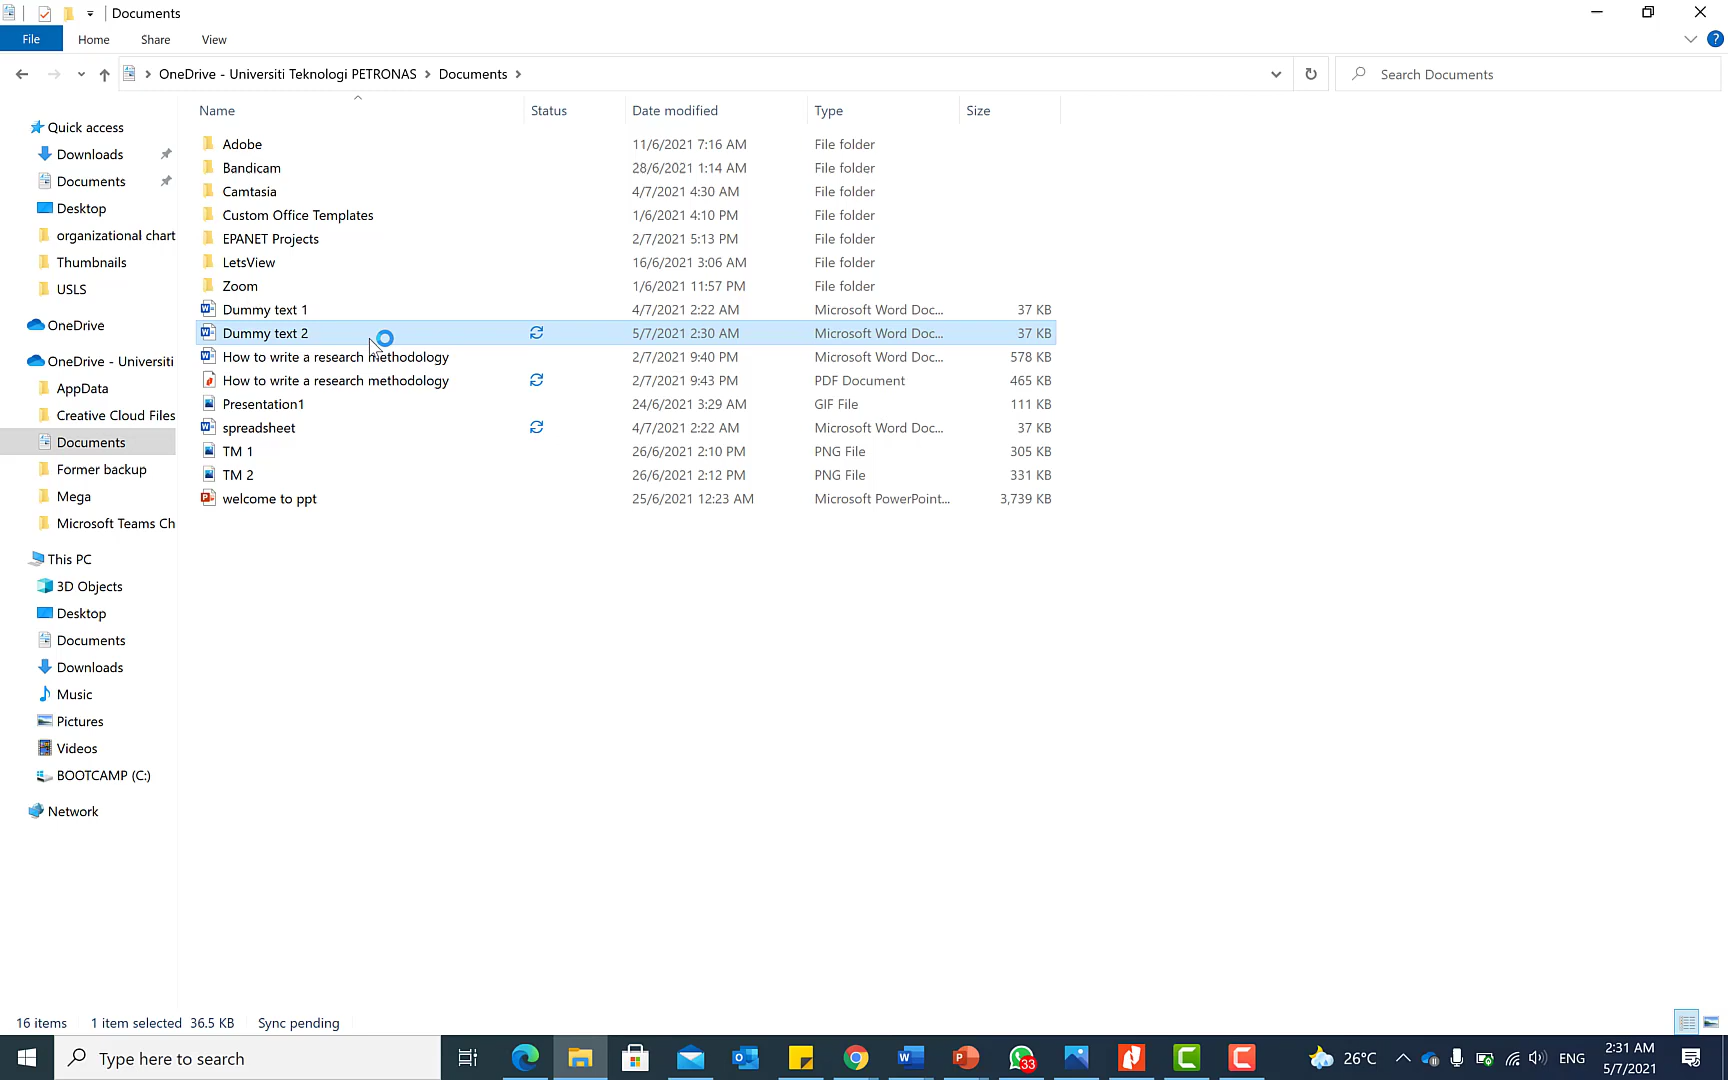 Documents
File Home Share View
OneDrive - Universiti Teknologi PETRONAS Documents
Search Documents
Name Status Date modified Type Size
Quick access
Downloads
Documents
Desktop
organizational chart
Thumbnails
USLS
OneDrive
OneDrive - Universiti
AppData
Creative Cloud Files
Documents
Former backup
Mega
Microsoft Teams Ch
This PC
3D Objects
Desktop
Documents
Downloads
Music
Pictures
Videos
BOOTCAMP (C:)
Network
Adobe 11/6/2021 7:16 AM File folder
Bandicam 28/6/2021 1:14 AM File folder
Camtasia 4/7/2021 4:30 AM File folder
Custom Office Templates 1/6/2021 4:10 PM File folder
EPANET Projects 2/7/2021 5:13 PM File folder
LetsView 16/6/2021 3:06 AM File folder
Zoom 1/6/2021 11:57 PM File folder
Dummy text 1 4/7/2021 2:22 AM Microsoft Word Doc... 37 KB
Dummy text 2 5/7/2021 2:30 AM Microsoft Word Doc... 37 KB
How to write a research methodology 2/7/2021 9:40 PM Microsoft Word Doc... 578 KB
How to write a research methodology 2/7/2021 9:43 PM PDF Document 465 KB
Presentation1 24/6/2021 3:29 AM GIF File 111 KB
spreadsheet 4/7/2021 2:22 AM Microsoft Word Doc... 37 KB
TM 1 26/6/2021 2:10 PM PNG File 305 KB
TM 2 26/6/2021 2:12 PM PNG File 331 KB
welcome to ppt 25/6/2021 12:23 AM Microsoft PowerPoint... 3,739 KB
16 items 1 item selected 36.5 KB Sync pending
Type here to search
33
26°C
ENG
2:31 AM
5/7/2021